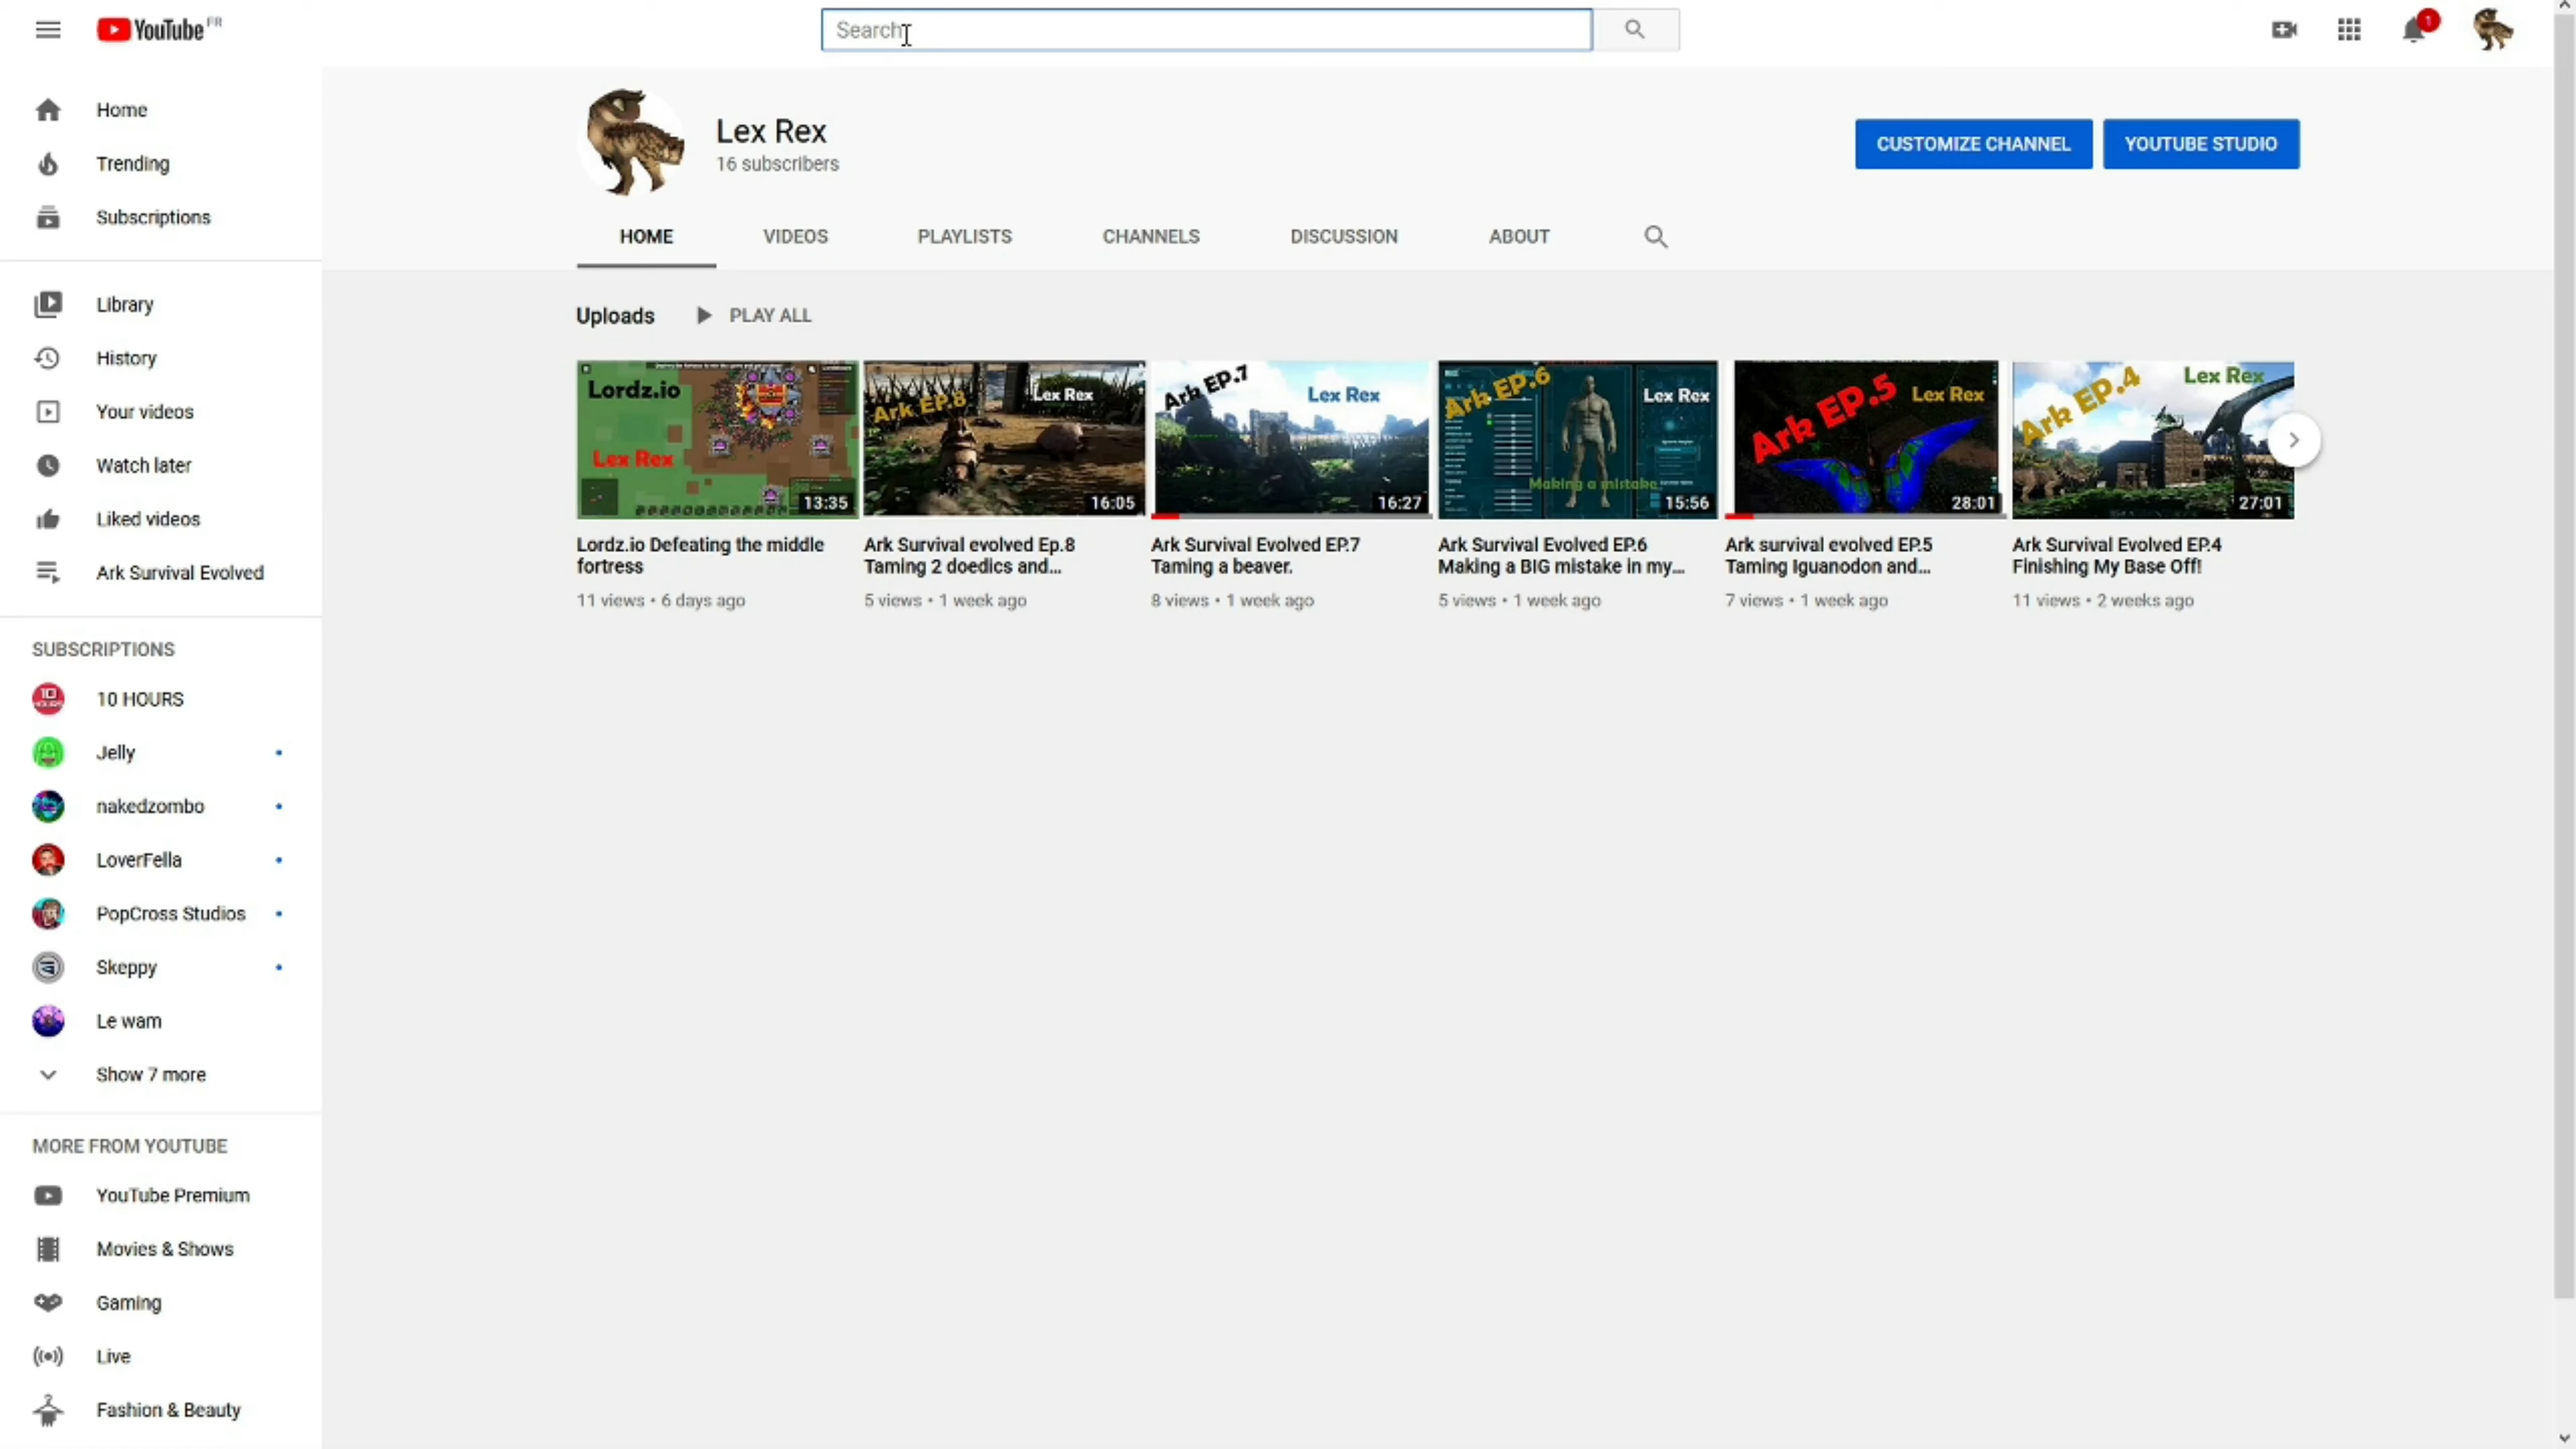 YouTube FR
Search
1
Home
Trending
Subscriptions
Library
History
Your videos
Watch later
Liked videos
Ark Survival Evolved
SUBSCRIPTIONS
10 HOURS
Jelly
nakedzombo
LoverFella
PopCross Studios
Skeppy
Le wam
Show 7 more
MORE FROM YOUTUBE
YouTube Premium
Movies & Shows
Gaming
Live
Fashion & Beauty
Lex Rex
16 subscribers
CUSTOMIZE CHANNEL
YOUTUBE STUDIO
HOME
VIDEOS
PLAYLISTS
CHANNELS
DISCUSSION
ABOUT
Uploads
PLAY ALL
Lordz.io
Lex Rex
13:35
Lordz.io Defeating the middle
fortress
11 views • 6 days ago
Ark EP.8
Lex Rex
16:05
Ark Survival evolved Ep.8
Taming 2 doedics and...
5 views • 1 week ago
Ark EP.7
Lex Rex
16:27
Ark Survival Evolved EP.7
Taming a beaver.
8 views • 1 week ago
Ark EP.6
Lex Rex
Making a mistake.
15:56
Ark Survival Evolved EP.6
Making a BIG mistake in my...
5 views • 1 week ago
Ark EP.5
Lex Rex
28:01
Ark survival evolved EP.5
Taming Iguanodon and...
7 views • 1 week ago
Ark EP.4
Lex Rex
27:01
Ark Survival Evolved EP.4
Finishing My Base Off!
11 views • 2 weeks ago